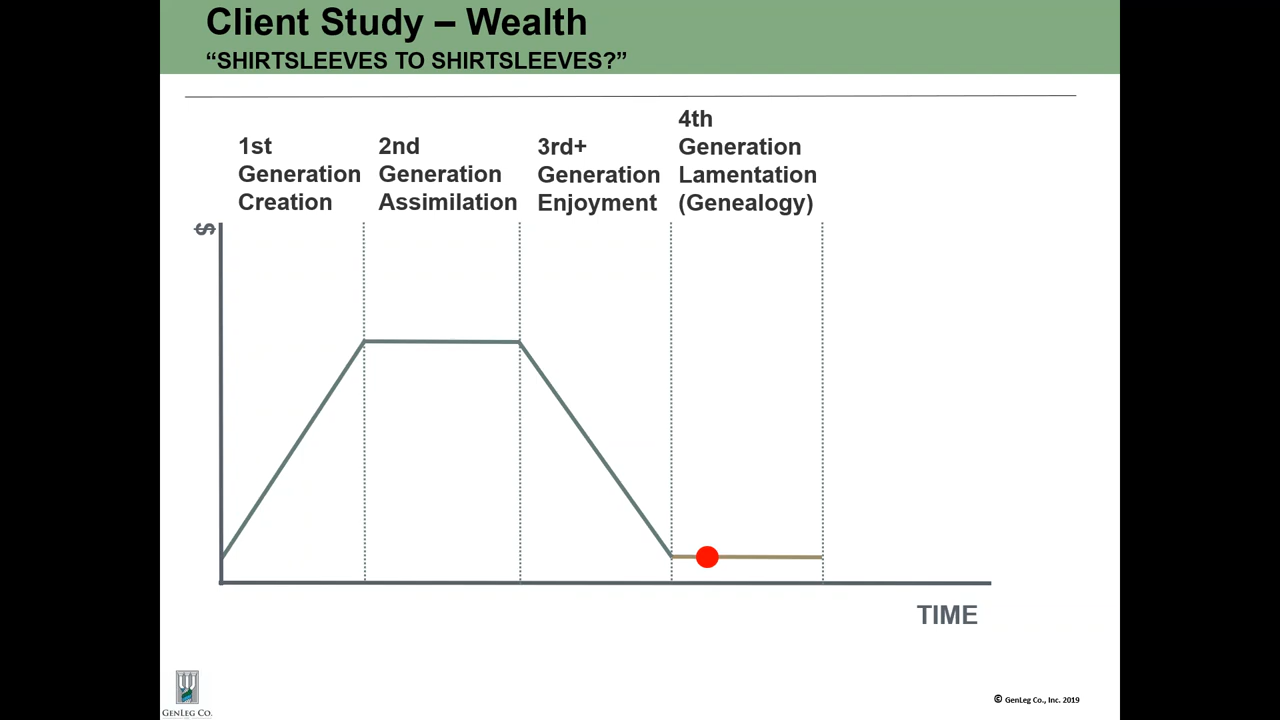 Client Study – Wealth
“SHIRTSLEEVES TO SHIRTSLEEVES?”
1st
Generation
Creation
2nd
Generation
Assimilation
3rd+
Generation
Enjoyment
4th
Generation
Lamentation
(Genealogy)
$
TIME
GENLEG CO.
© GenLeg Co., Inc. 2019